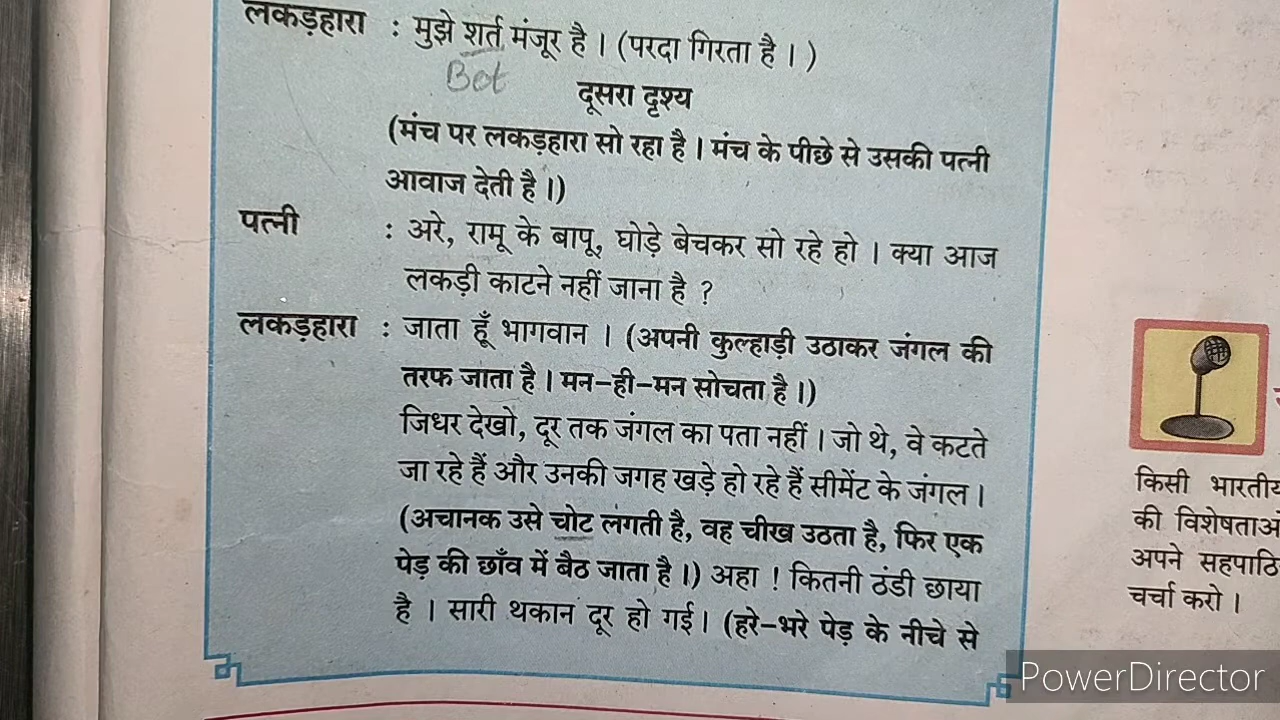 लकड़हारा : मुझे शर्त मंजूर है । (परदा गिरता है । )
Bet
दूसरा दृश्य
(मंच पर लकड़हारा सो रहा है । मंच के पीछे से उसकी पत्नी
आवाज देती है ।)
पत्नी : अरे, रामू के बापू, घोड़े बेचकर सो रहे हो । क्या आज
लकड़ी काटने नहीं जाना है ?
लकड़हारा : जाता हूँ भागवान । (अपनी कुल्हाड़ी उठाकर जंगल की
तरफ जाता है । मन-ही-मन सोचता है ।)
जिधर देखो, दूर तक जंगल का पता नहीं । जो थे, वे कटते
जा रहे हैं और उनकी जगह खड़े हो रहे हैं सीमेंट के जंगल ।
(अचानक उसे चोट लगती है, वह चीख उठता है, फिर एक
पेड़ की छाँव में बैठ जाता है ।) अहा ! कितनी ठंडी छाया
है । सारी थकान दूर हो गई। (हरे-भरे पेड़ के नीचे से
किसी भारतीय
की विशेषताओं
अपने सहपाठि
चर्चा करो ।
PowerDirector